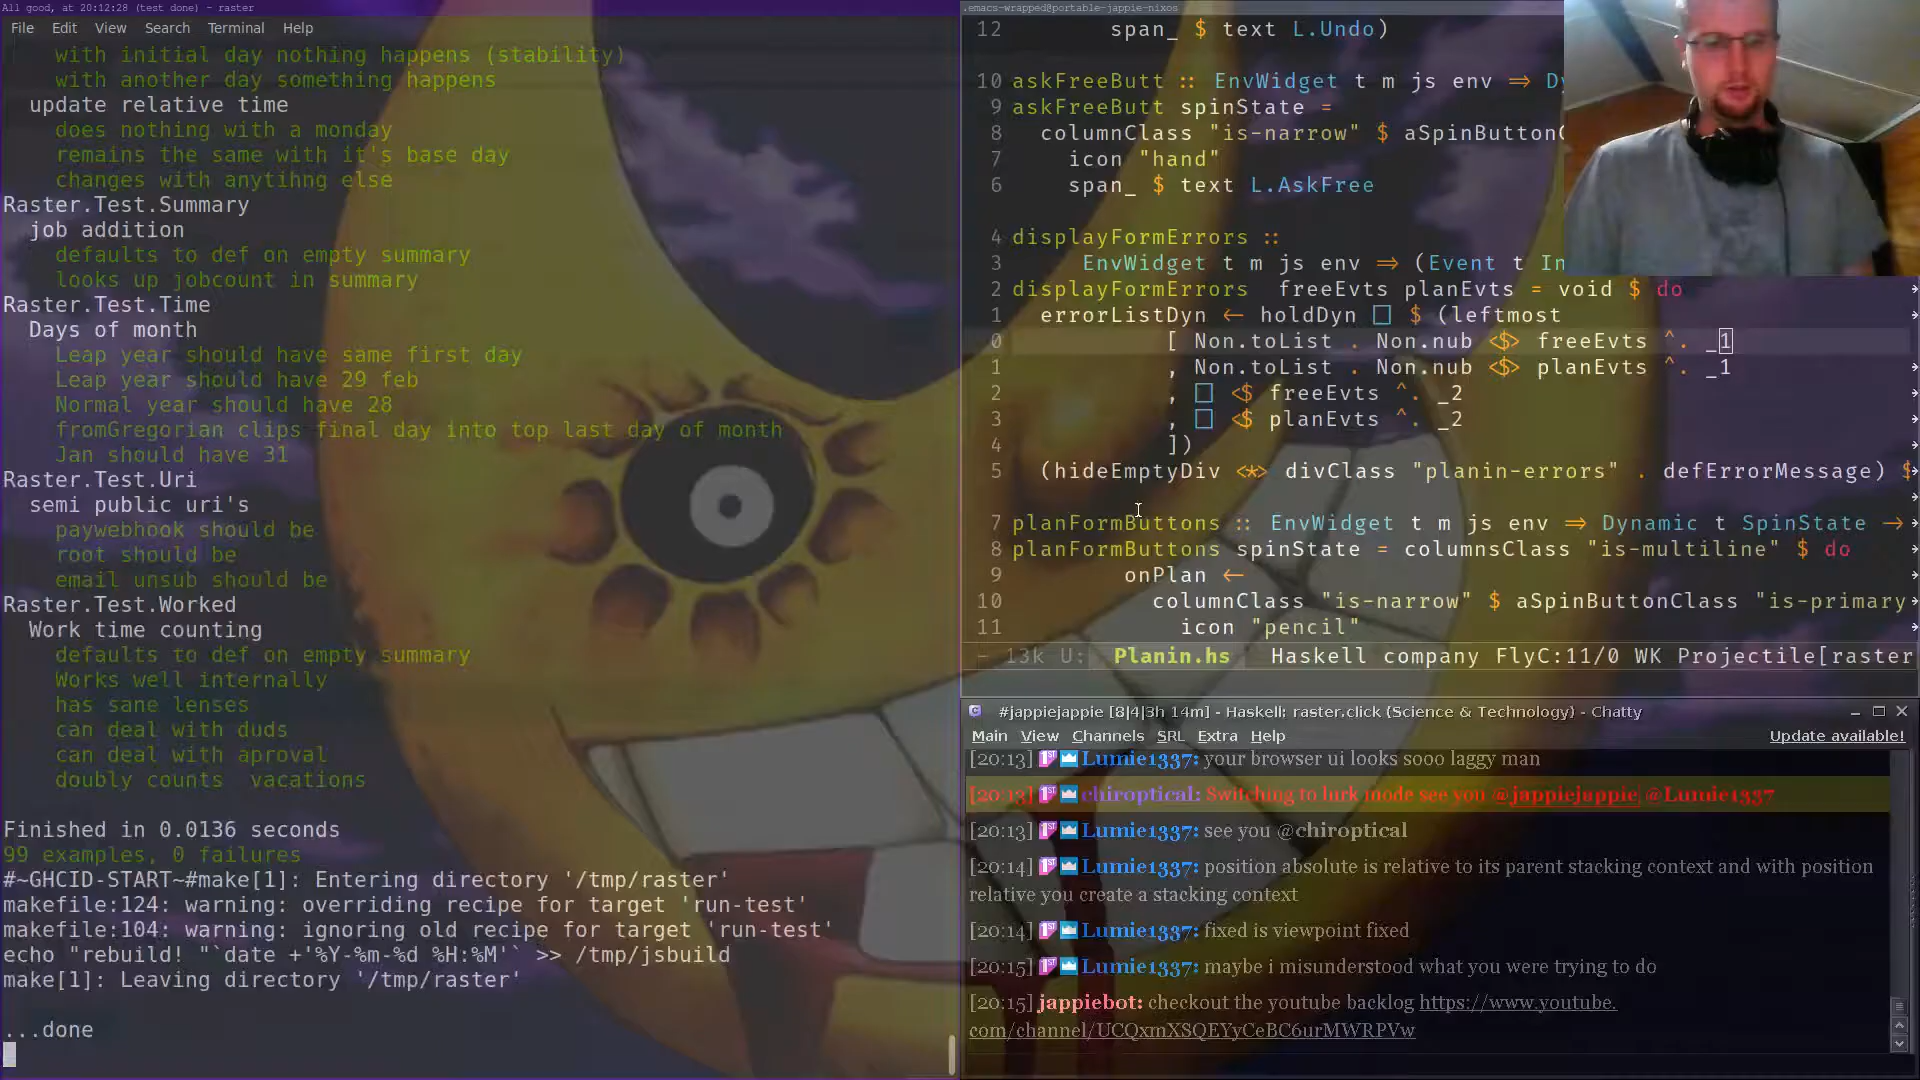 All good, at 20:12:28 (test done) - raster
File Edit View Search Terminal Help
with initial day nothing happens (stability)
with another day something happens
update relative time
does nothing with a monday
remains the same with it's base day
changes with anytihng else
Raster.Test.Summary
job addition
defaults to def on empty summary
looks up jobcount in summary
Raster.Test.Time
Days of month
Leap year should have same first day
Leap year should have 29 feb
Normal year should have 28
fromGregorian clips final day into top last day of month
Jan should have 31
Raster.Test.Uri
semi public uri's
paywebhook should be
root should be
email unsub should be
Raster.Test.Worked
Work time counting
defaults to def on empty summary
Works well internally
has sane lenses
can deal with duds
can deal with aproval
doubly counts  vacations
Finished in 0.0136 seconds
99 examples, 0 failures
#~GHCID-START~#make[1]: Entering directory '/tmp/raster'
makefile:124: warning: overriding recipe for target 'run-test'
makefile:104: warning: ignoring old recipe for target 'run-test'
echo "rebuild! "`date +'%Y-%m-%d %H:%M'` >> /tmp/jsbuild
make[1]: Leaving directory '/tmp/raster'
...done
.emacs-wrapped@portable-jappie-nixos
12 span_ $ text L.Undo)
10 askFreeButt :: EnvWidget t m js env ⇒ Dy
9 askFreeButt spinState =
8 columnClass "is-narrow" $ aSpinButtonC
7 icon "hand"
6 span_ $ text L.AskFree
4 displayFormErrors ::
3 EnvWidget t m js env ⇒ (Event t In
2 displayFormErrors  freeEvts planEvts = void $ do
1 errorListDyn ← holdDyn [] $ (leftmost
0 [ Non.toList . Non.nub <$> freeEvts ^. _1
1 , Non.toList . Non.nub <$> planEvts ^. _1
2 , [] <$ freeEvts ^. _2
3 , [] <$ planEvts ^. _2
4 ])
5 (hideEmptyDiv <*> divClass "planin-errors" . defErrorMessage) $
7 planFormButtons :: EnvWidget t m js env ⇒ Dynamic t SpinState →
8 planFormButtons spinState = columnsClass "is-multiline" $ do
9 onPlan ←
10 columnClass "is-narrow" $ aSpinButtonClass "is-primary
11 icon "pencil"
- 13k U: Planin.hs Haskell company FlyC:11/0 WK Projectile[raster
#jappiejappie [8|4|3h 14m] - Haskell; raster.click (Science & Technology) - Chatty
Main View Channels SRL Extra Help Update available!
[20:13] 1ST Lumie1337: your browser ui looks sooo laggy man
[20:13] 1ST chiroptical: Switching to lurk mode see you @jappiejappie @Lumie1337
[20:13] 1ST Lumie1337: see you @chiroptical
[20:14] 1ST Lumie1337: position absolute is relative to its parent stacking context and with position
relative you create a stacking context
[20:14] 1ST Lumie1337: fixed is viewpoint fixed
[20:15] 1ST Lumie1337: maybe i misunderstood what you were trying to do
[20:15] jappiebot: checkout the youtube backlog https://www.youtube.
com/channel/UCQxmXSQEYyCeBC6urMWRPVw